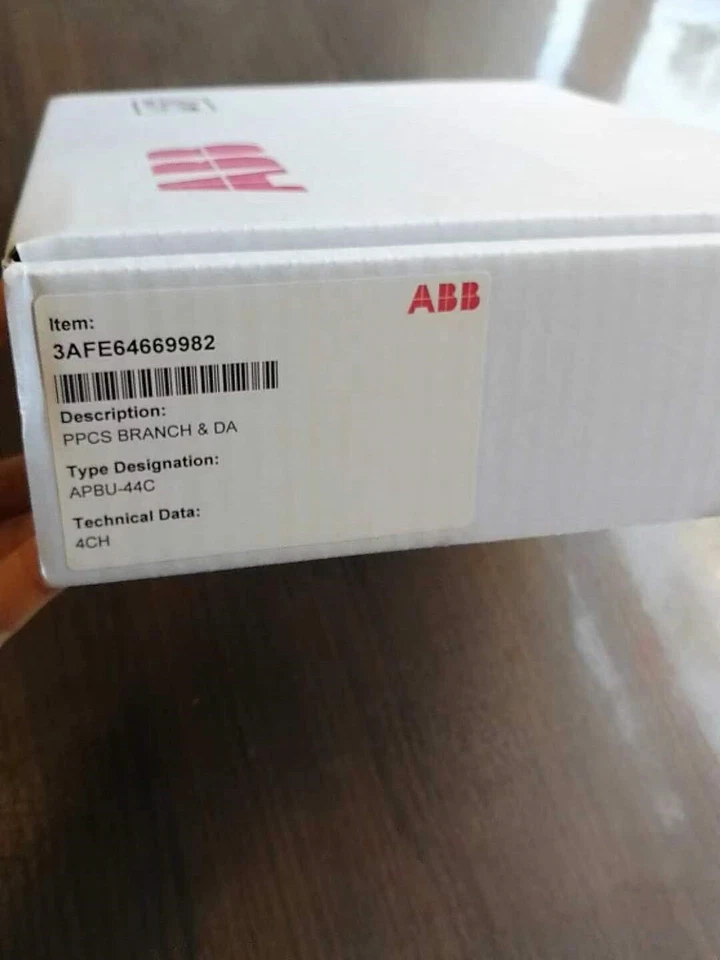 ABB
ABB
Item:
3AFE64669982
Description:
PPCS BRANCH & DA
Type Designation:
APBU-44C
Technical Data:
4CH